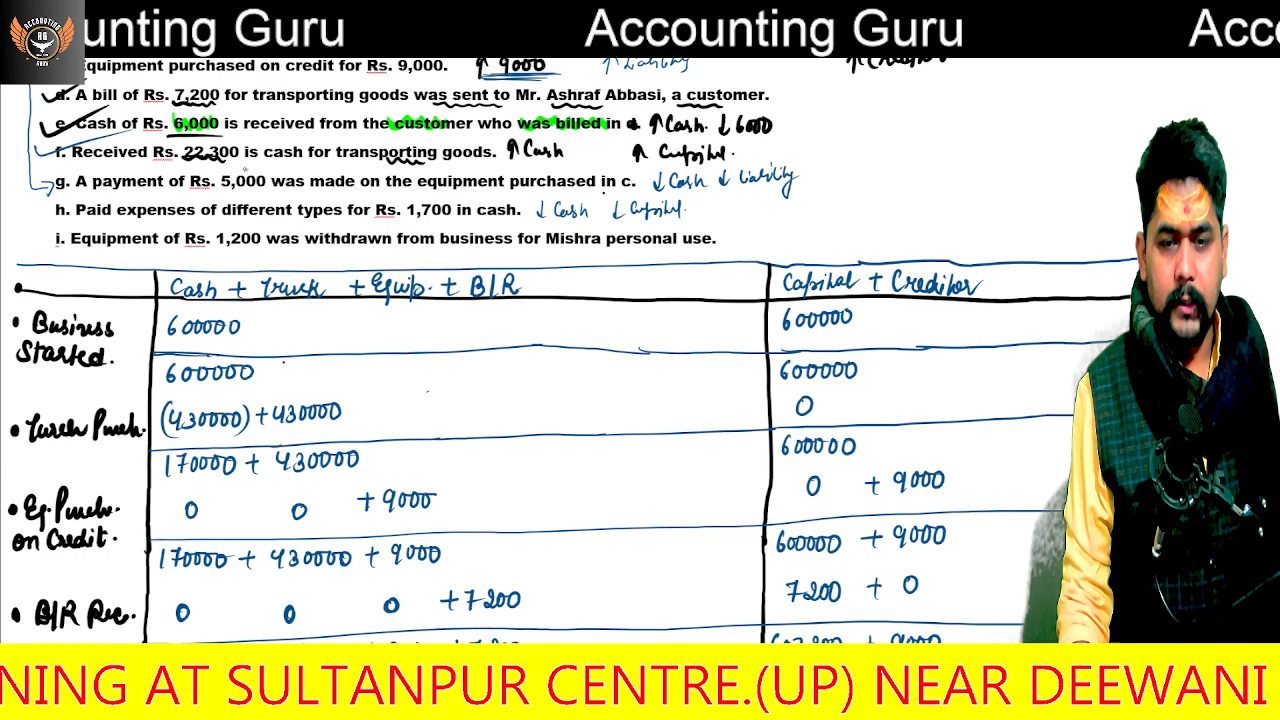 unting Guru Accounting Guru Acco
ACCOUNTING
AG
GURU
Equipment purchased on credit for Rs. 9,000. ↑ 9000 ↑ Liability
d. A bill of Rs. 7,200 for transporting goods was sent to Mr. Ashraf Abbasi, a customer.
e. Cash of Rs. 6,000 is received from the customer who was billed in ↑ Cash. ↓ 6000
f. Received Rs. 22,300 is cash for transporting goods. ↑ Cash ↑ Capital.
g. A payment of Rs. 5,000 was made on the equipment purchased in c. ↓ Cash ↓ Liability
h. Paid expenses of different types for Rs. 1,700 in cash. ↓ Cash ↓ Capital.
i. Equipment of Rs. 1,200 was withdrawn from business for Mishra personal use.
Cash + Truck + Equip. + B/R Capital + Creditor
• Business Started. 600000 600000
600000 600000
• Truck Purch. (430000) + 430000 0
170000 + 430000 600000
• Eq. Purch. on Credit. 0 0 + 9000 0 + 9000
170000 + 430000 + 9000 600000 + 9000
• B/R Rec. 0 0 0 + 7200 7200 + 0
607200 + 9000
NING AT SULTANPUR CENTRE.(UP) NEAR DEEWANI